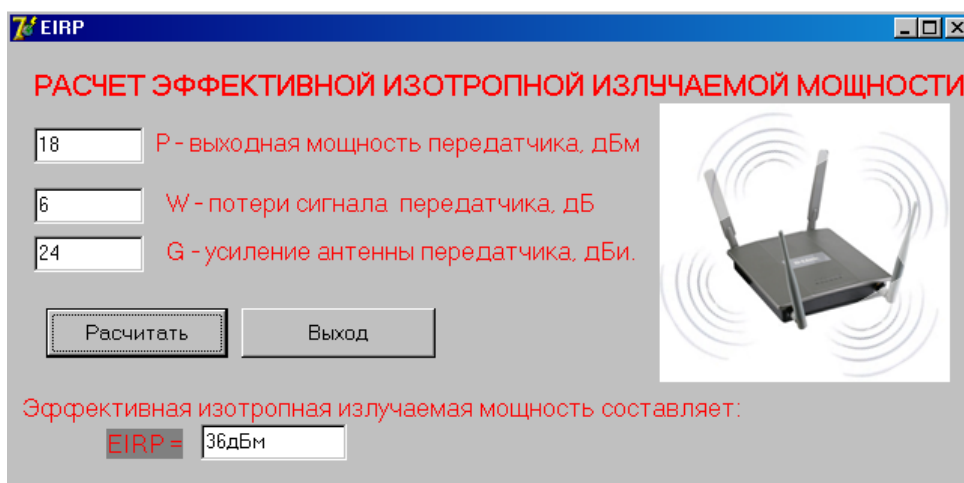 EIRP
РАСЧЕТ ЭФФЕКТИВНОЙ ИЗОТРОПНОЙ ИЗЛУЧАЕМОЙ МОЩНОСТИ
18 Р - выходная мощность передатчика, дБм
6 W - потери сигнала передатчика, дБ
24 G - усиление антенны передатчика, дБи.
Расчитать Выход
Эффективная изотропная излучаемая мощность составляет:
EIRP = 36дБм